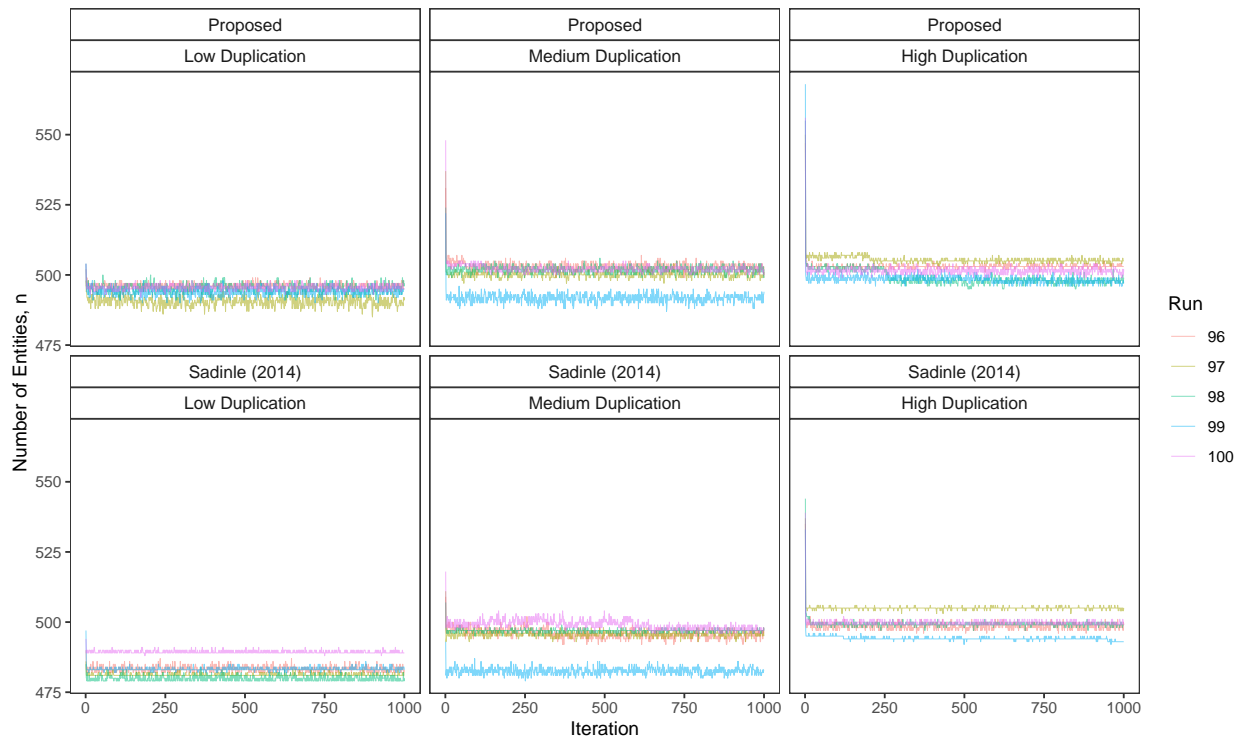 Proposed
Low Duplication
Proposed
Medium Duplication
Proposed
High Duplication
550
525
500
475
Number of Entities, n
Sadinle (2014)
Low Duplication
Sadinle (2014)
Medium Duplication
Sadinle (2014)
High Duplication
550
525
500
475
0 250 500 750 1000
0 250 500 750 1000
0 250 500 750 1000
Iteration
Run
96
97
98
99
100